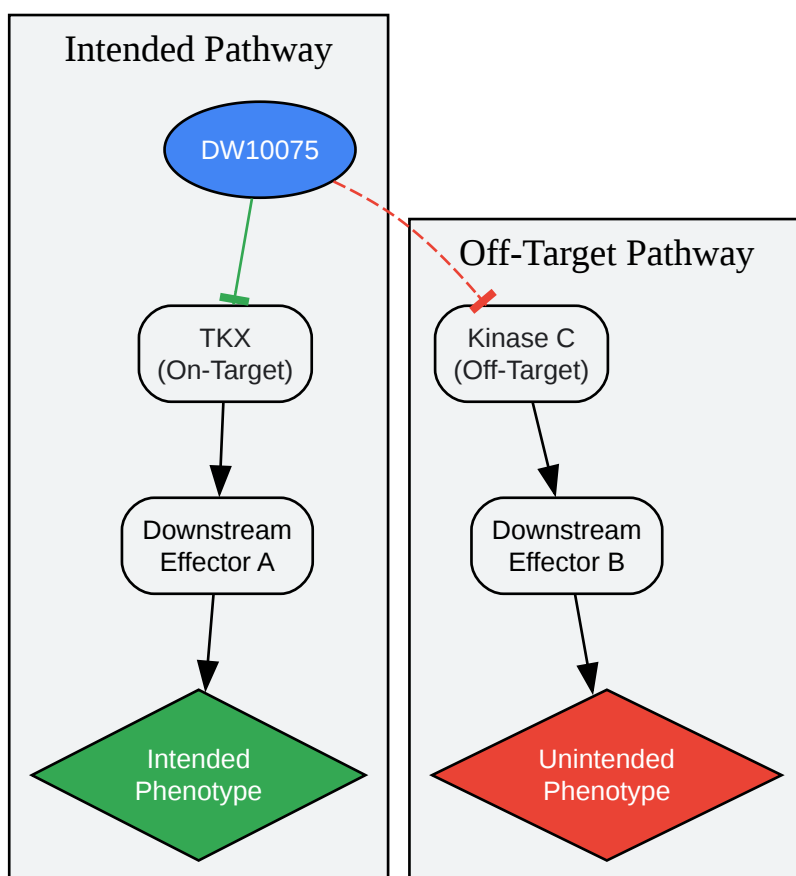 Intended Pathway
DW10075
Off-Target Pathway
TKX
(On-Target)
Kinase C
(Off-Target)
Downstream
Effector A
Downstream
Effector B
Intended
Phenotype
Unintended
Phenotype